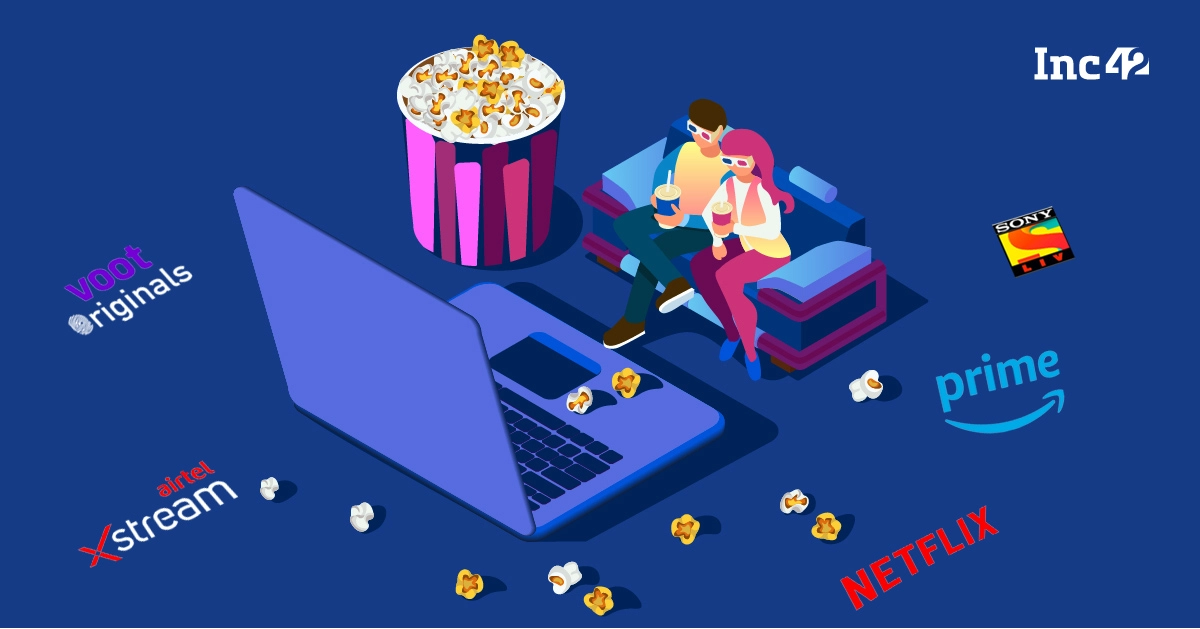 Inc42
voot
Originals
SONY
LIV
prime
airtel
Xstream
NETFLIX